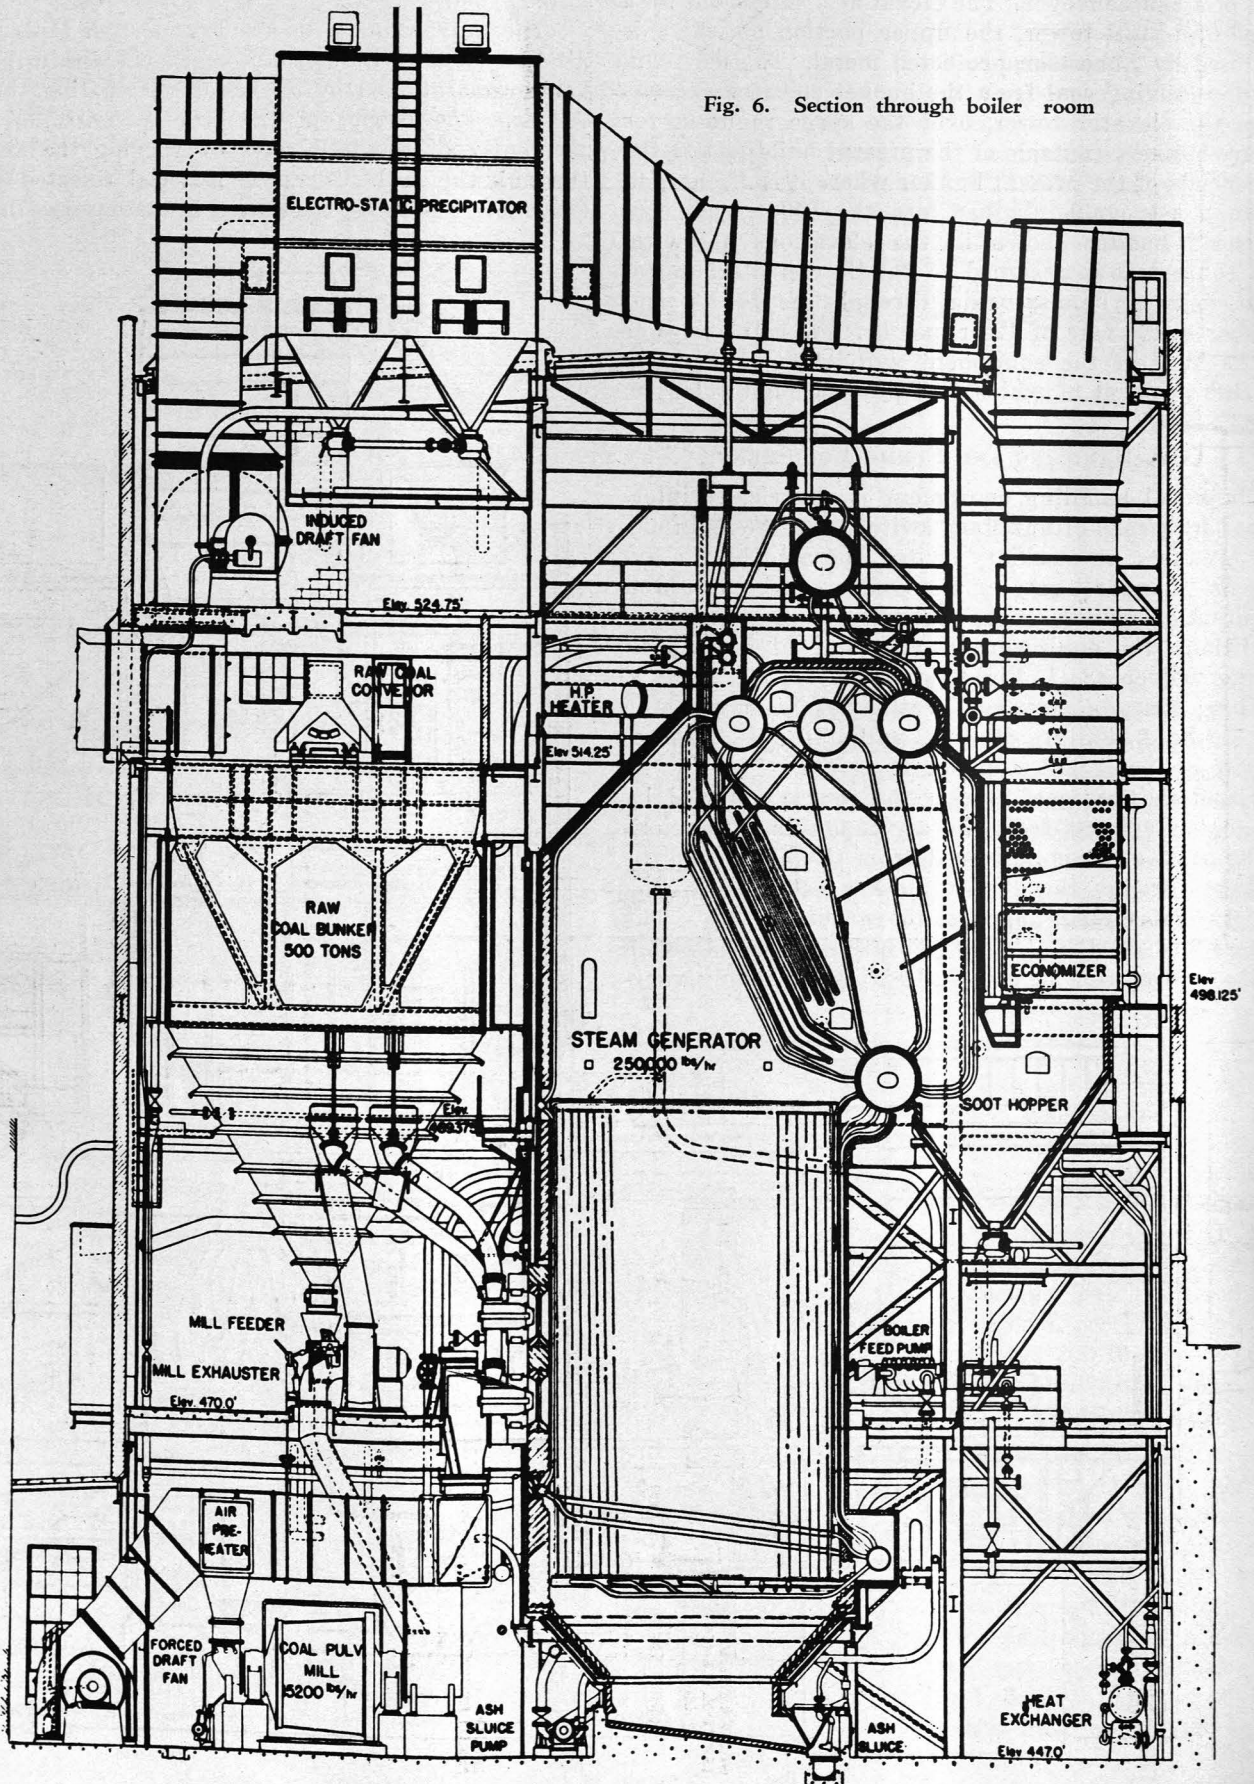 Fig. 6. Section through boiler room
ELECTRO-STATIC PRECIPITATOR
INDUCED
DRAFT FAN
Elev. 524.75'
RAW COAL
CONVEYOR
H.P.
HEATER
Elev 514.25'
RAW
COAL BUNKER
500 TONS
ECONOMIZER
Elev
498.125'
STEAM GENERATOR
250,000 lbs/hr
SOOT HOPPER
Elev.
MILL FEEDER
MILL EXHAUSTER
Elev. 470.0'
BOILER
FEED PUMP
AIR
PRE-
HEATER
FORCED
DRAFT
FAN
COAL PULV.
MILL
15200 lbs/hr
ASH
SLUICE
PUMP
ASH
SLUICE
HEAT
EXCHANGER
Elev 447.0'